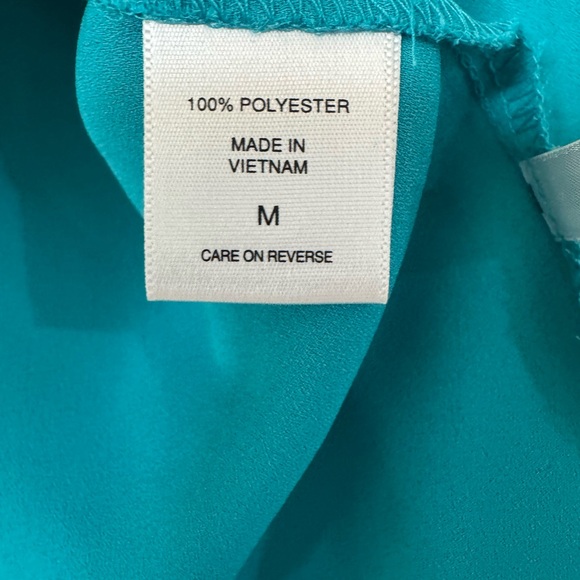 100% POLYESTER
MADE IN
VIETNAM
M
CARE ON REVERSE